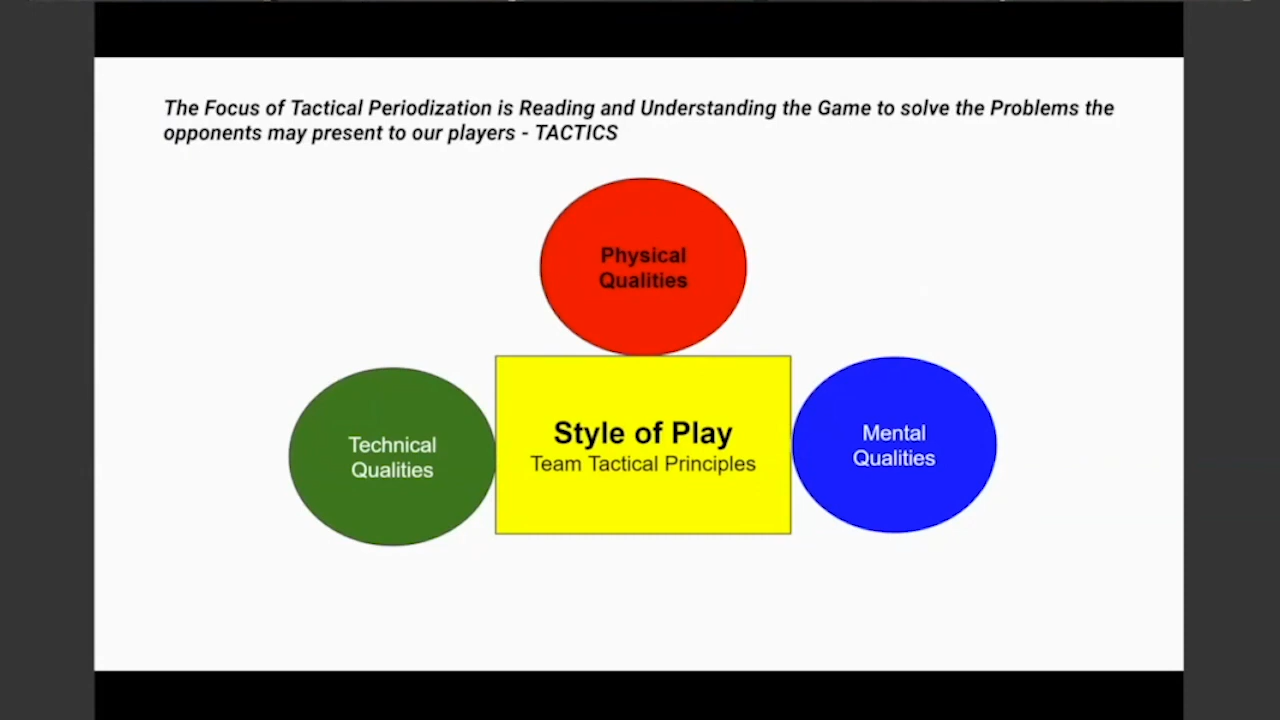 The Focus of Tactical Periodization is Reading and Understanding the Game to solve the Problems the
opponents may present to our players - TACTICS
Physical
Qualities
Technical
Qualities
Style of Play
Team Tactical Principles
Mental
Qualities